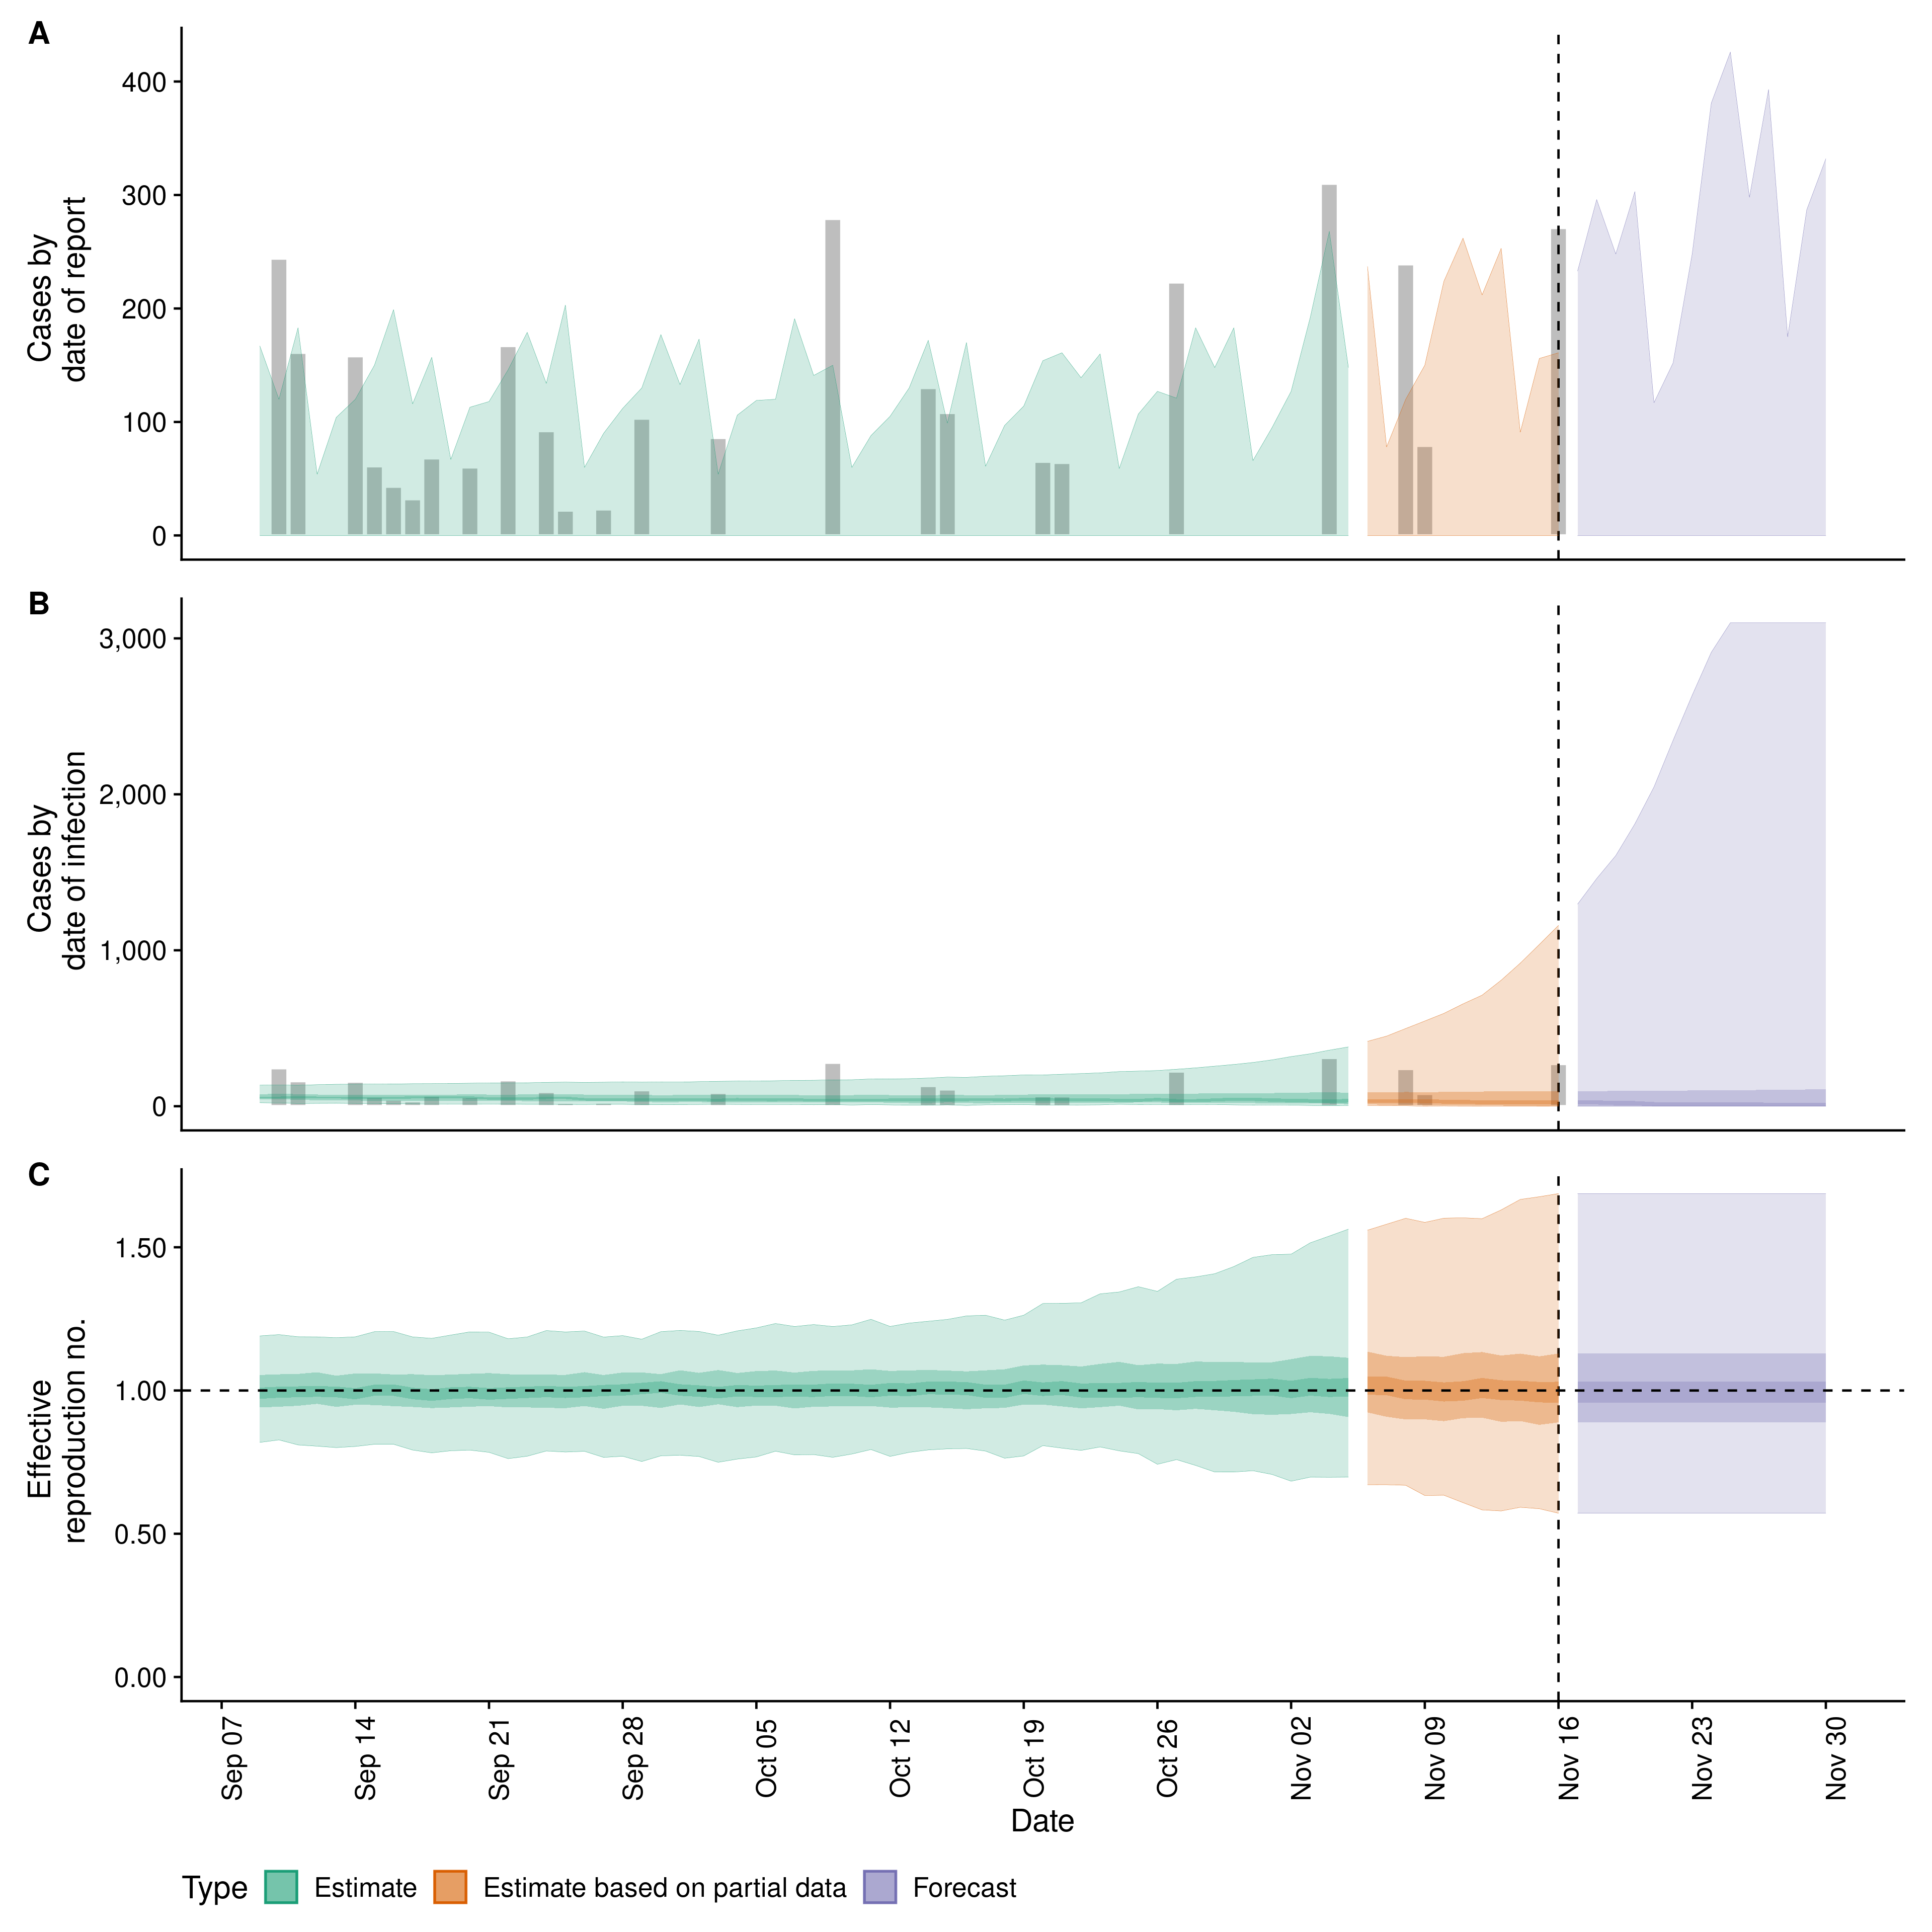 A
400
300
200
100
0
Cases by
date of report
B
3,000
2,000
1,000
0
Cases by
date of infection
C
1.50
1.00
0.50
0.00
Effective
reproduction no.
Sep 07
Sep 14
Sep 21
Sep 28
Oct 05
Oct 12
Oct 19
Oct 26
Nov 02
Nov 09
Nov 16
Nov 23
Nov 30
Date
Type Estimate Estimate based on partial data Forecast